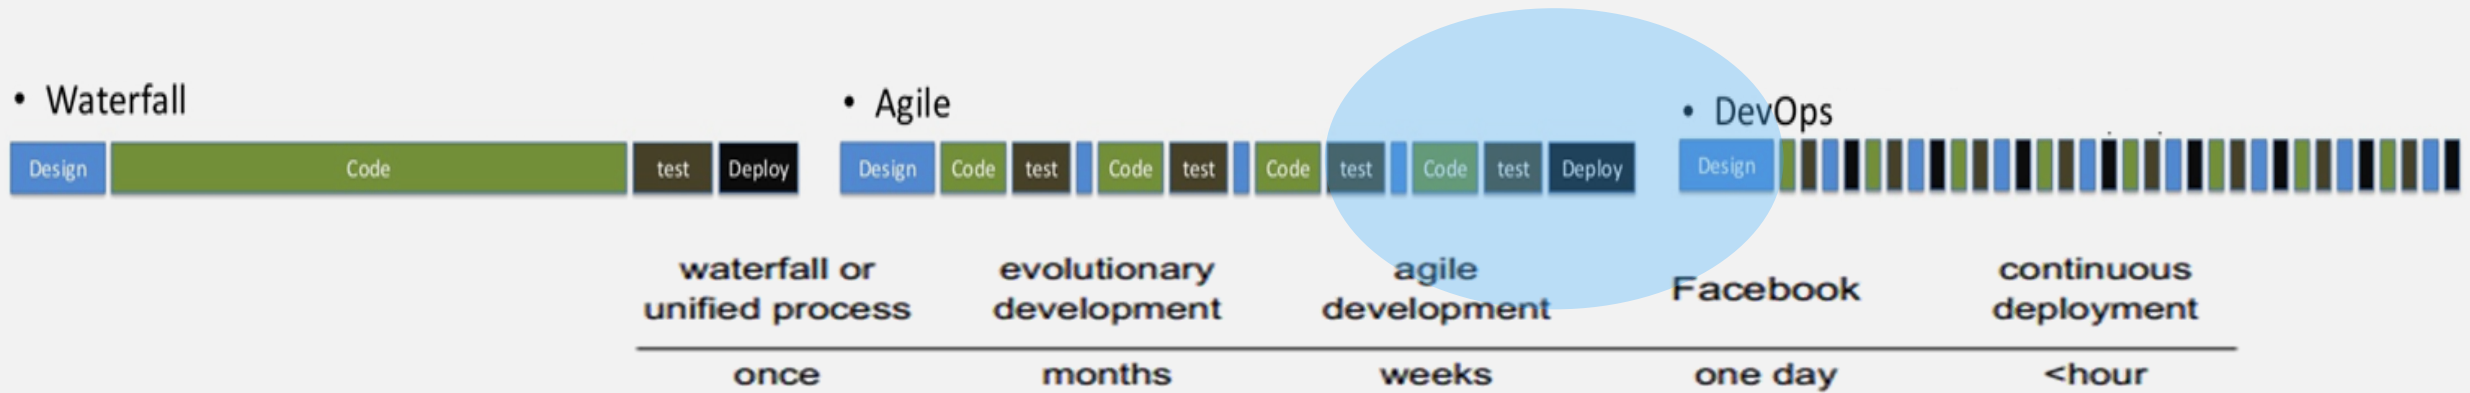 • Waterfall
Design Code test Deploy
• Agile
Design Code test Code test Code test Code test Deploy
• DevOps
Design
waterfall or
unified process
evolutionary
development
agile
development
Facebook
continuous
deployment
once months weeks one day <hour